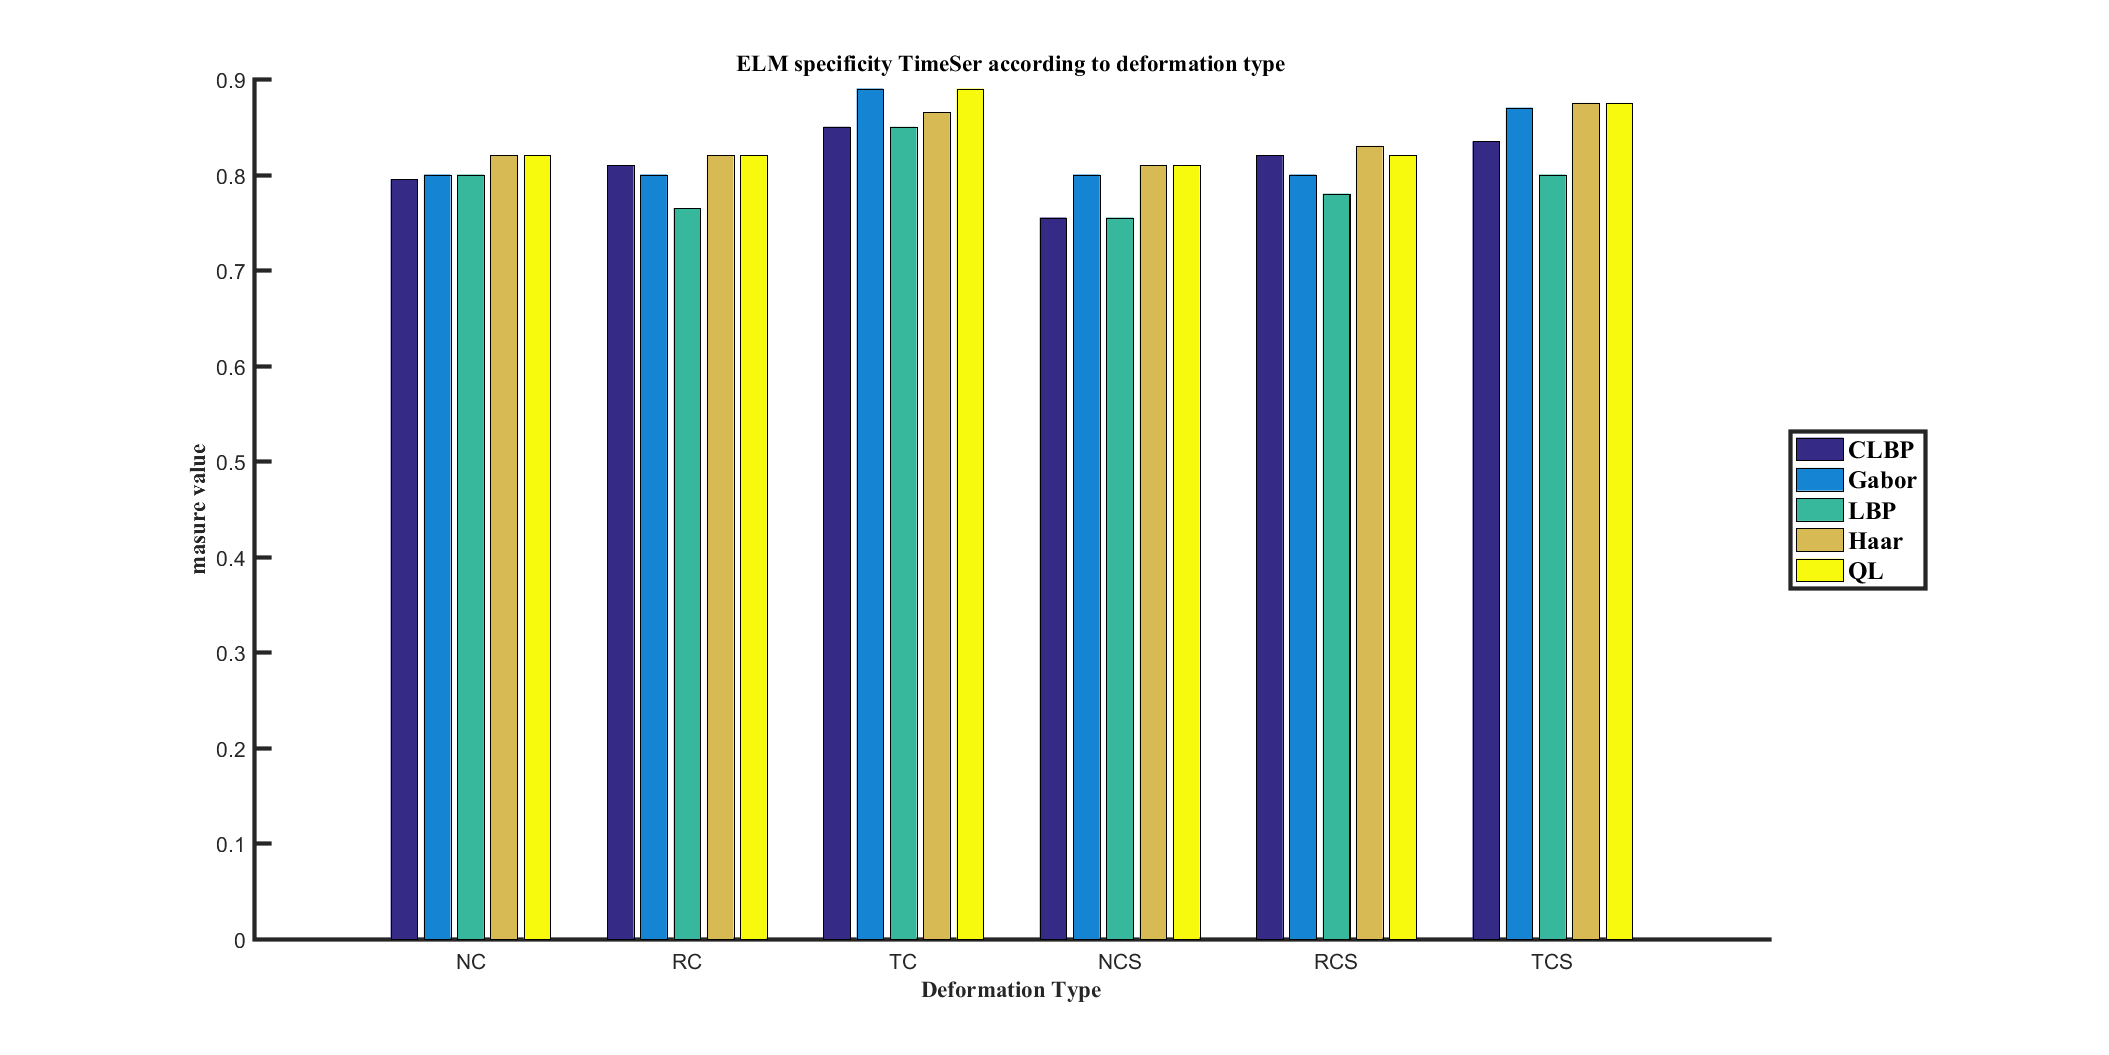 ELM specificity TimeSer according to deformation type
0.9
0.8
0.7
0.6
0.5
0.4
0.3
0.2
0.1
0
masure value
NC RC TC NCS RCS TCS
Deformation Type
CLBP
Gabor
LBP
Haar
QL